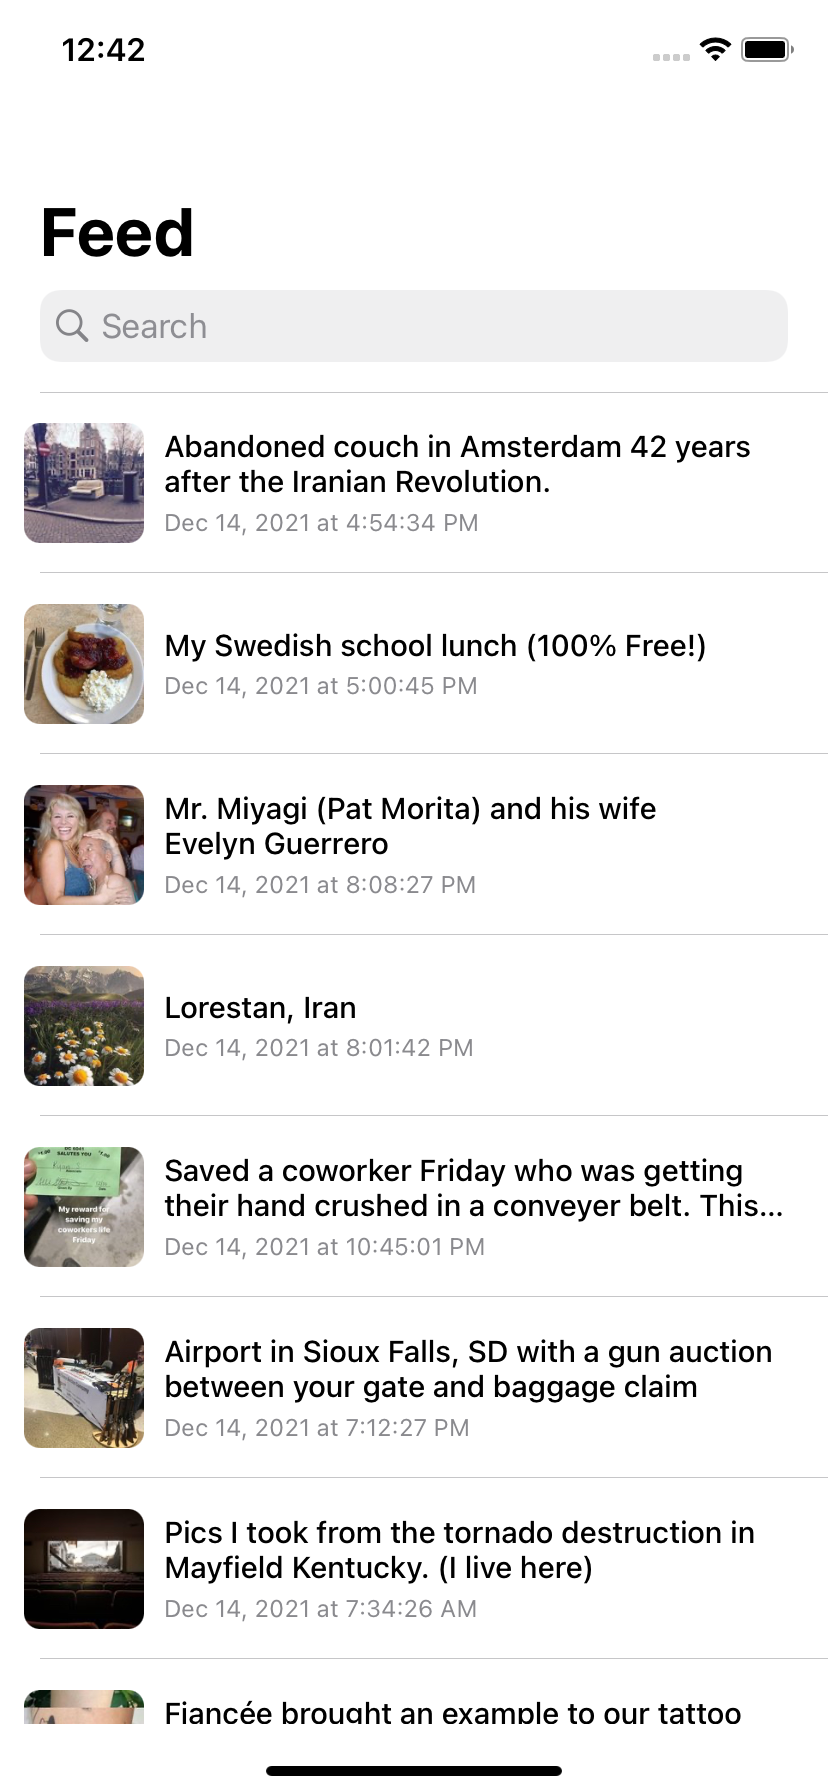 12:42
Feed
Search
Abandoned couch in Amsterdam 42 years
after the Iranian Revolution.
Dec 14, 2021 at 4:54:34 PM
My Swedish school lunch (100% Free!)
Dec 14, 2021 at 5:00:45 PM
Mr. Miyagi (Pat Morita) and his wife
Evelyn Guerrero
Dec 14, 2021 at 8:08:27 PM
Lorestan, Iran
Dec 14, 2021 at 8:01:42 PM
SALUTES YOU
My reward for
saving my
coworkers life
Friday
Saved a coworker Friday who was getting
their hand crushed in a conveyer belt. This...
Dec 14, 2021 at 10:45:01 PM
Airport in Sioux Falls, SD with a gun auction
between your gate and baggage claim
Dec 14, 2021 at 7:12:27 PM
Pics I took from the tornado destruction in
Mayfield Kentucky. (I live here)
Dec 14, 2021 at 7:34:26 AM
Fiancée brought an example to our tattoo